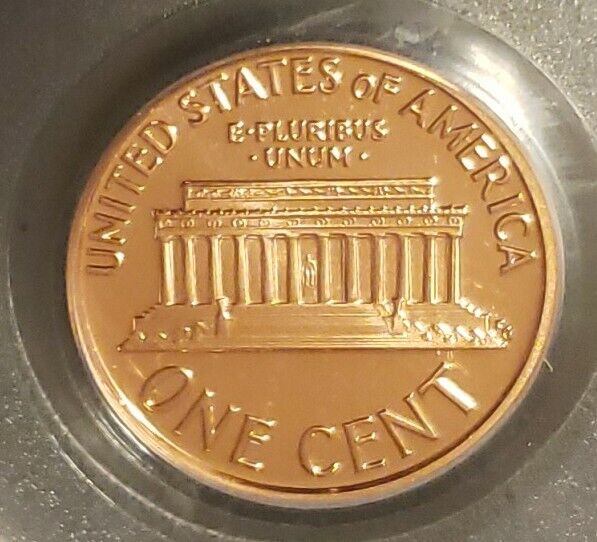 UNITED STATES OF AMERICA
E·PLURIBUS
·UNUM·
ONE CENT